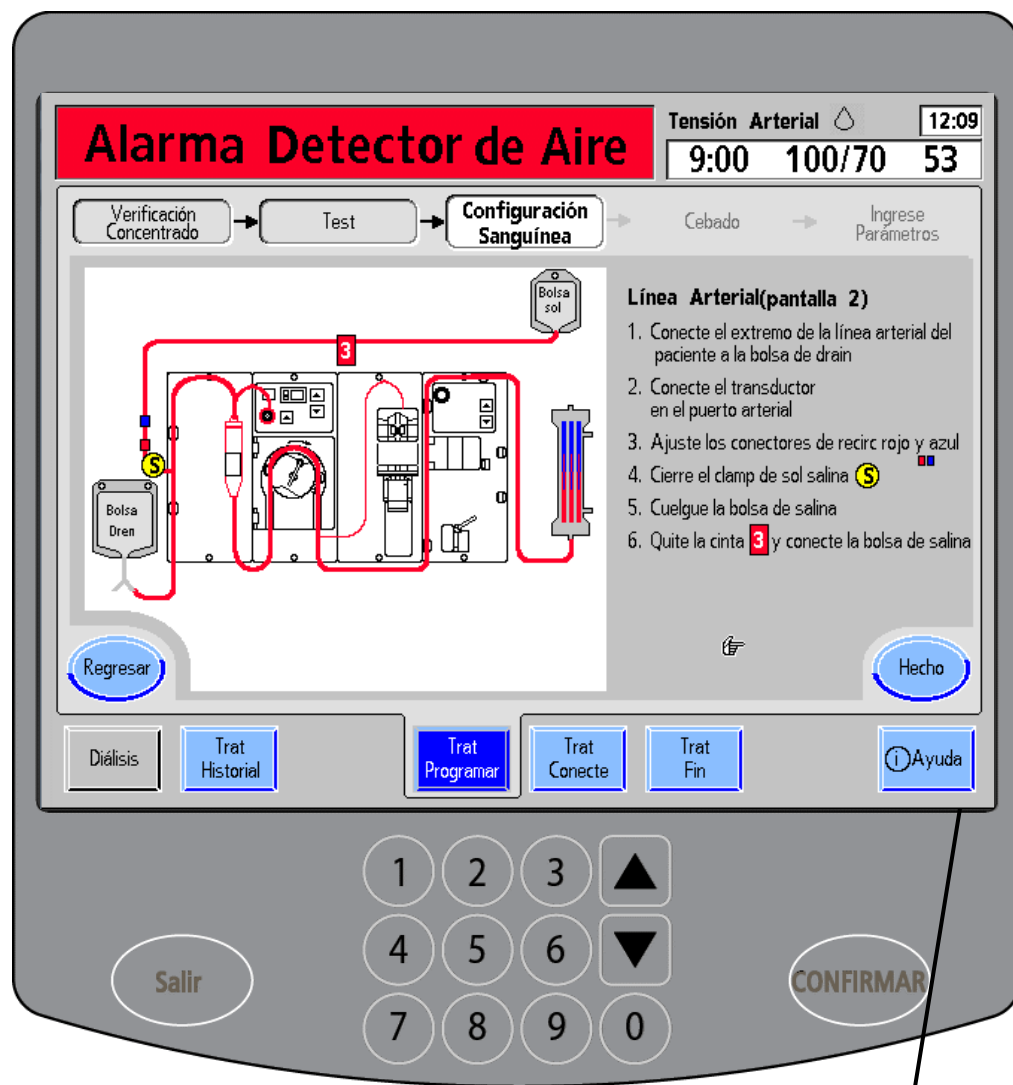 Alarma Detector de Aire
Tensión Arterial
12:09
9:00 100/70 53
Verificación
Concentrado
Test
Configuración
Sanguínea
Cebado
Ingrese
Parámetros
Bolsa
sol
3
S
Bolsa
Dren
Línea Arterial(pantalla 2)
1. Conecte el extremo de la línea arterial del
paciente a la bolsa de drain
2. Conecte el transductor
en el puerto arterial
3. Ajuste los conectores de recirc rojo y azul
4. Cierre el clamp de sol salina S
5. Cuelgue la bolsa de salina
6. Quite la cinta 3 y conecte la bolsa de salina
Regresar
Hecho
Diálisis
Trat
Historial
Trat
Programar
Trat
Conecte
Trat
Fin
i Ayuda
1 2 3
4 5 6
7 8 9 0
Salir
CONFIRMAR